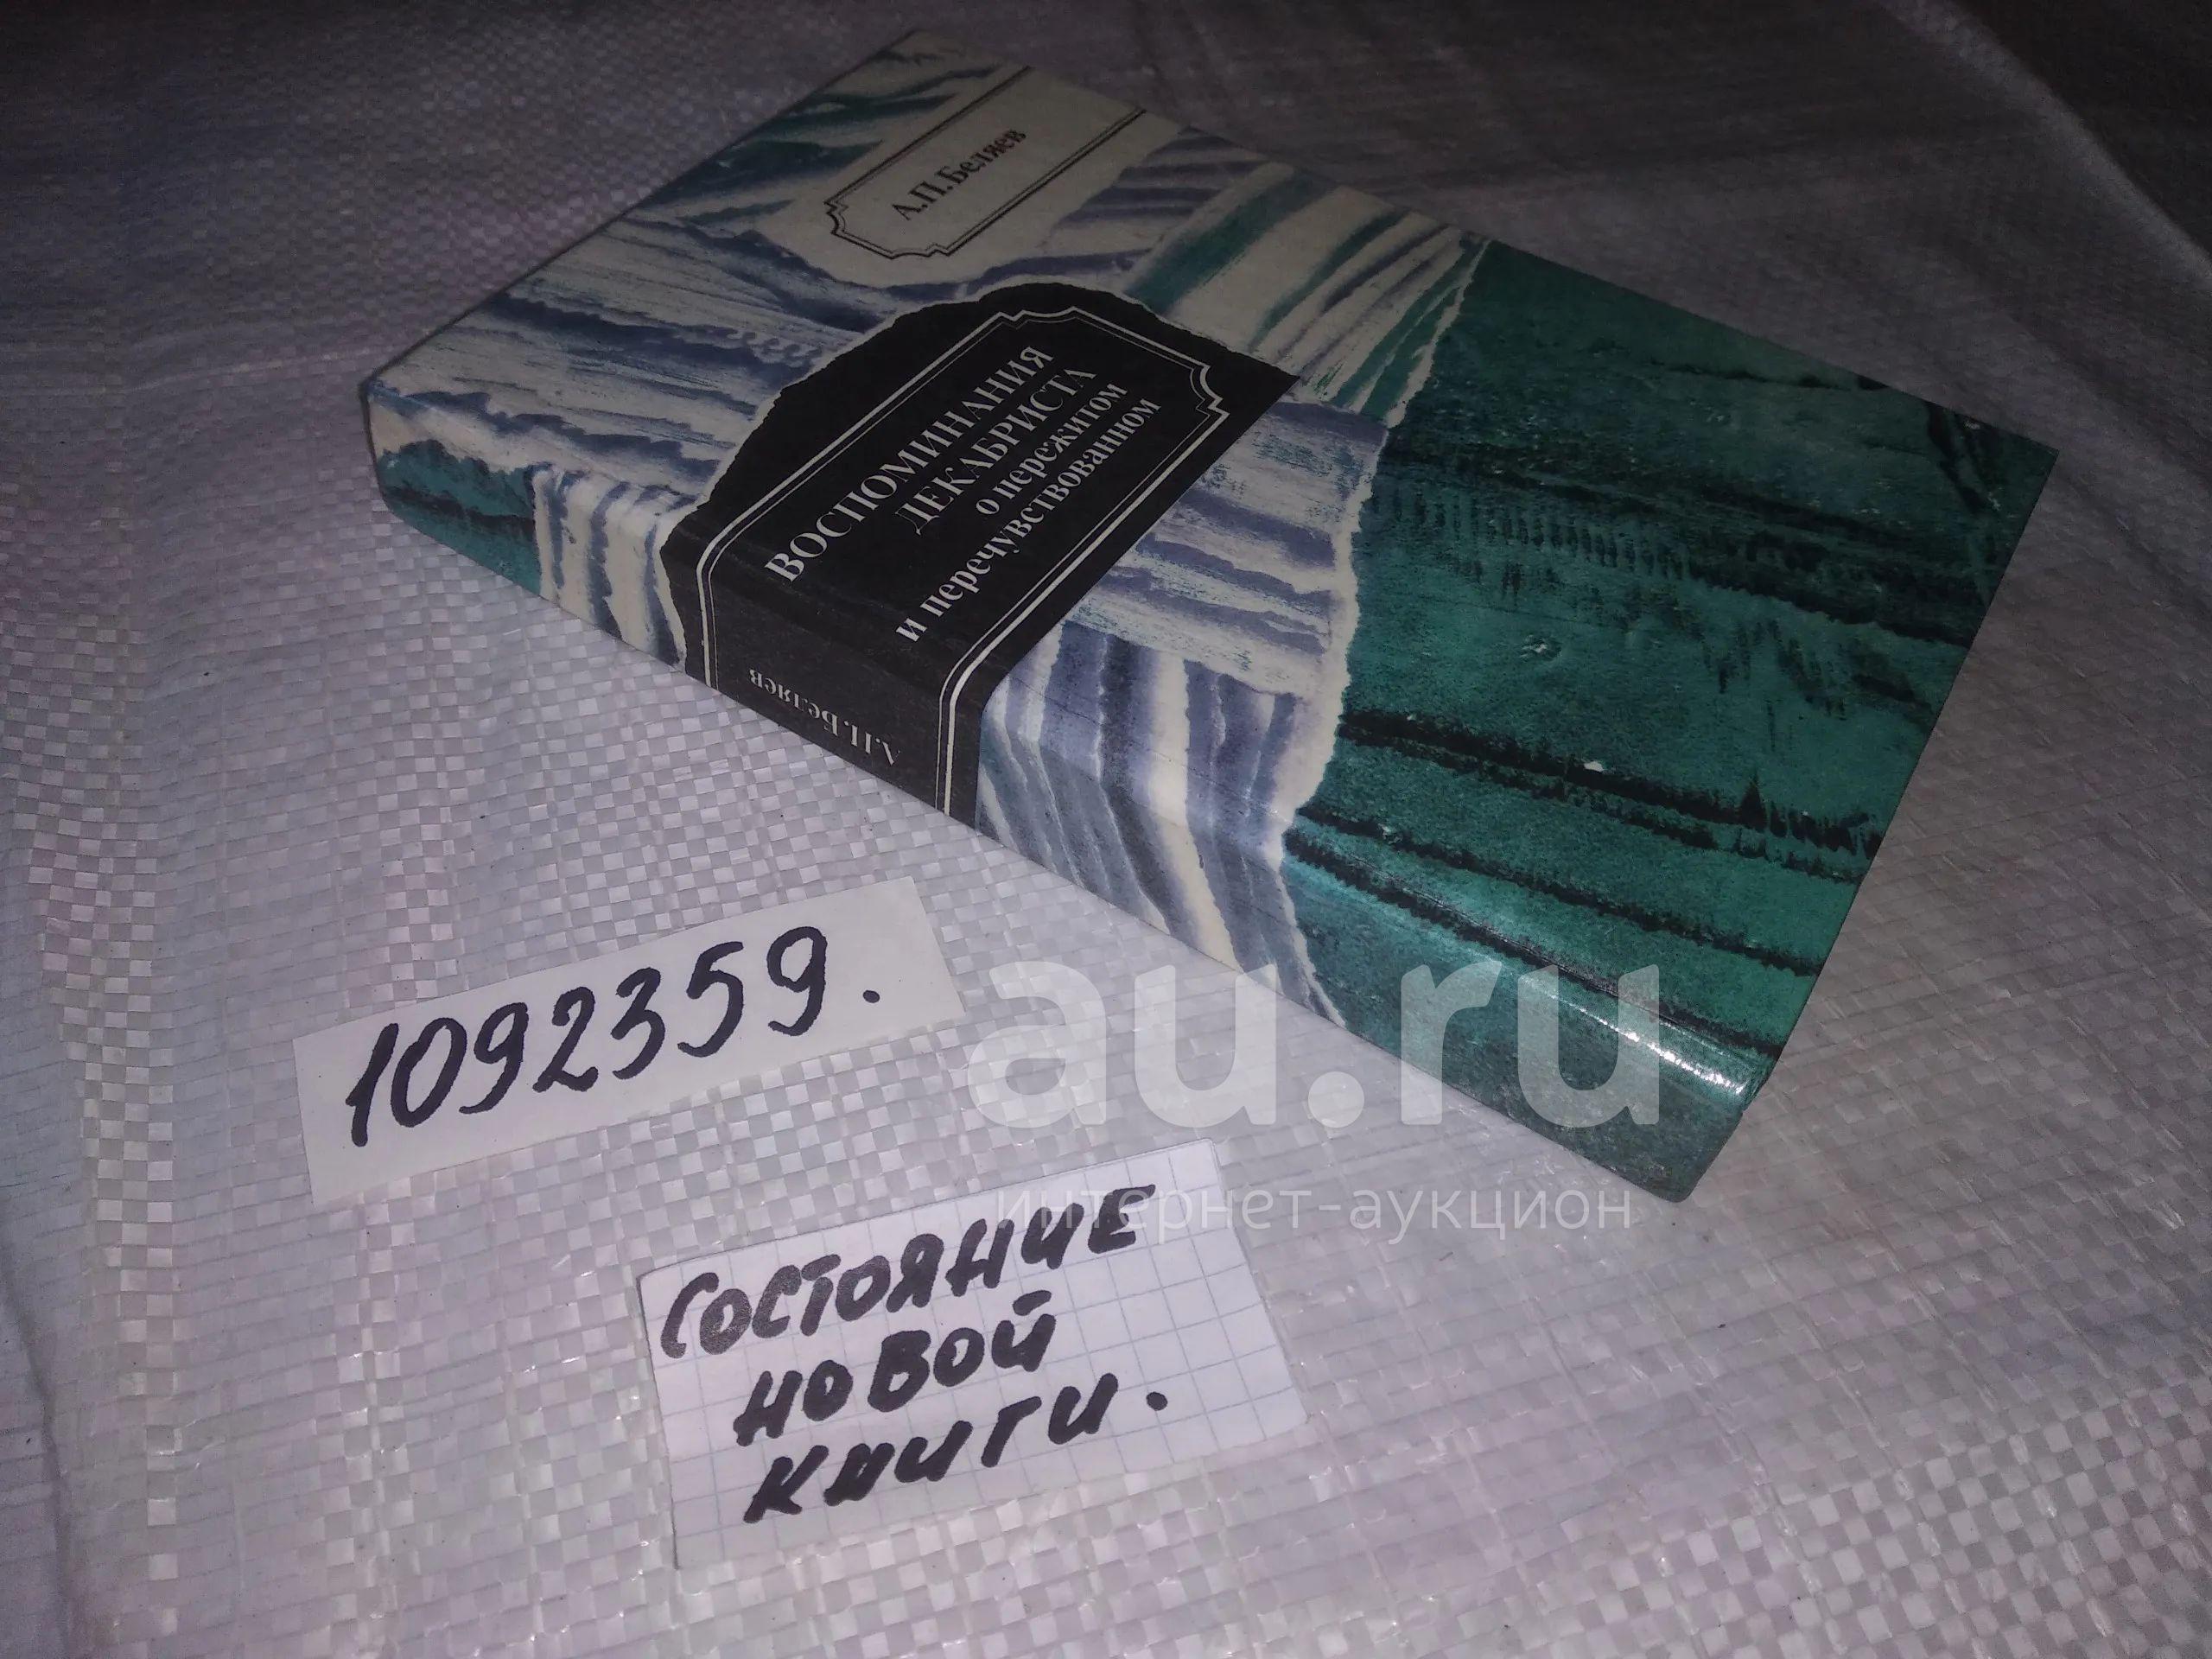 А.П.Беляев
ВОСПОМИНАНИЯ
ДЕКАБРИСТА
о пережитом
и перечувствованном
А.П.Беляев
1092359.
au.ru
интернет-аукцион
Состояние
новой
книги.